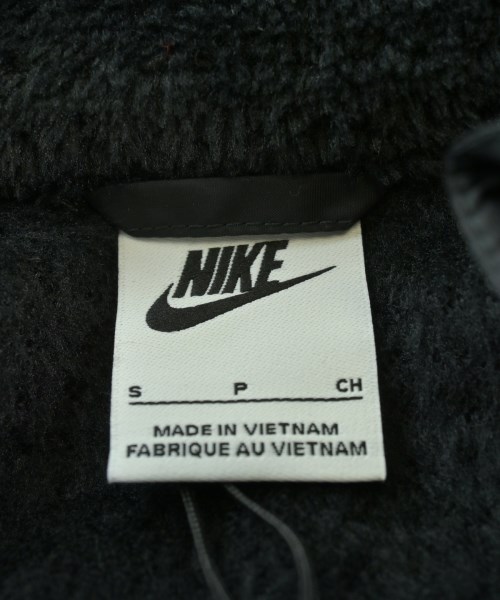 NIKE
S P CH
MADE IN VIETNAM
FABRIQUE AU VIETNAM